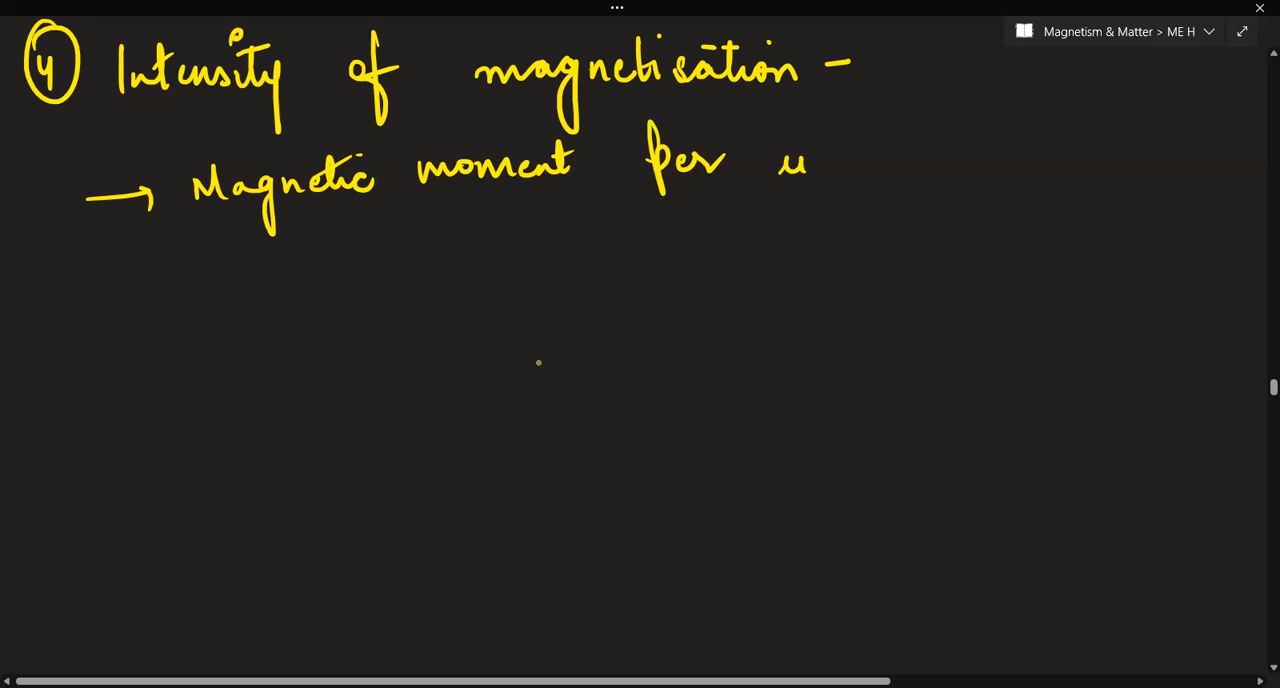 Magnetism & Matter > ME H
4 Intensity of magnetisation -
→ Magnetic moment per u